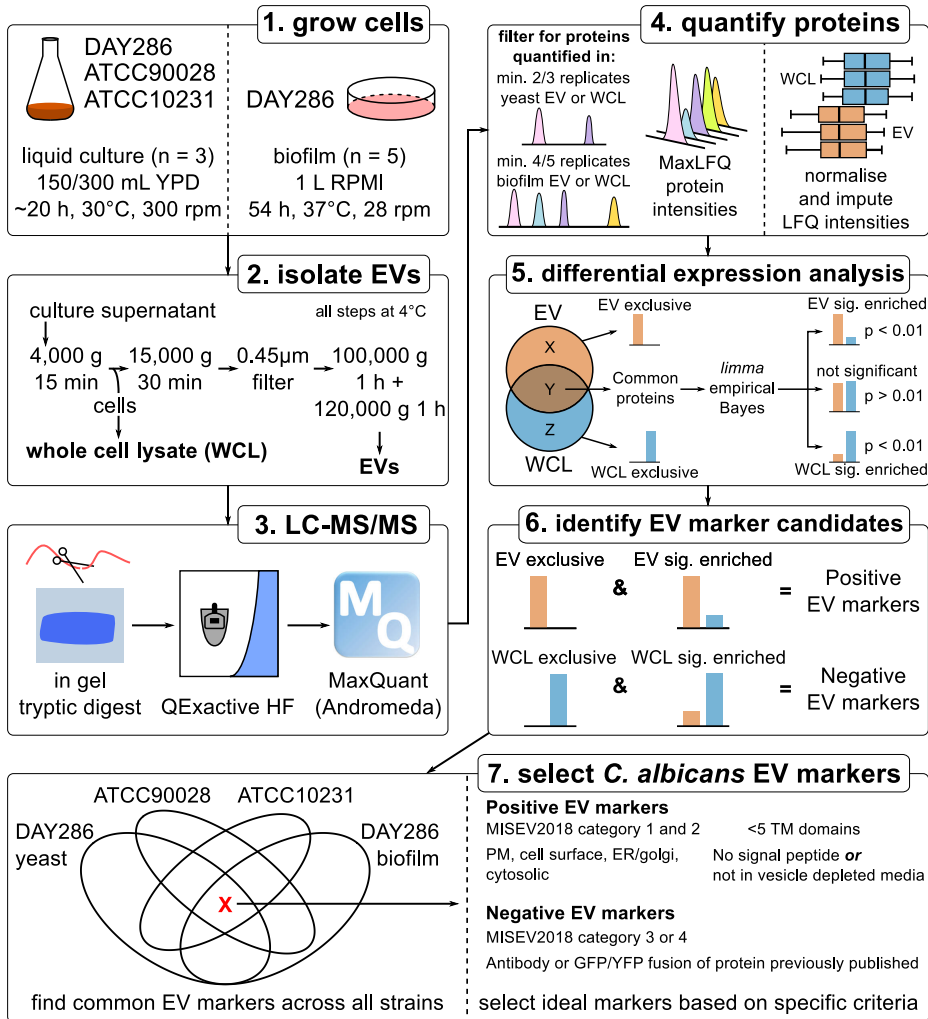 1. grow cells
DAY286
ATCC90028
ATCC10231
liquid culture (n = 3)
150/300 mL YPD
~20 h, 30°C, 300 rpm
DAY286
biofilm (n = 5)
1 L RPMI
54 h, 37°C, 28 rpm
2. isolate EVs
culture supernatant
all steps at 4°C
4,000 g
15 min
15,000 g
30 min
0.45µm
filter
100,000 g
1 h +
120,000 g 1 h
cells
whole cell lysate (WCL)
EVs
3. LC-MS/MS
in gel
tryptic digest
QExactive HF
MQ
MaxQuant
(Andromeda)
4. quantify proteins
filter for proteins
quantified in:
min. 2/3 replicates
yeast EV or WCL
min. 4/5 replicates
biofilm EV or WCL
MaxLFQ
protein
intensities
WCL
EV
normalise
and impute
LFQ intensities
5. differential expression analysis
EV
X
Y
Z
WCL
EV exclusive
Common
proteins
WCL exclusive
limma
empirical
Bayes
EV sig. enriched
p < 0.01
not significant
p > 0.01
p < 0.01
WCL sig. enriched
6. identify EV marker candidates
EV exclusive
&
EV sig. enriched
=
Positive
EV markers
WCL exclusive
&
WCL sig. enriched
=
Negative
EV markers
7. select C. albicans EV markers
ATCC90028
ATCC10231
DAY286
yeast
DAY286
biofilm
X
find common EV markers across all strains
Positive EV markers
MISEV2018 category 1 and 2
<5 TM domains
PM, cell surface, ER/golgi,
cytosolic
No signal peptide or
not in vesicle depleted media
Negative EV markers
MISEV2018 category 3 or 4
Antibody or GFP/YFP fusion of protein previously published
select ideal markers based on specific criteria